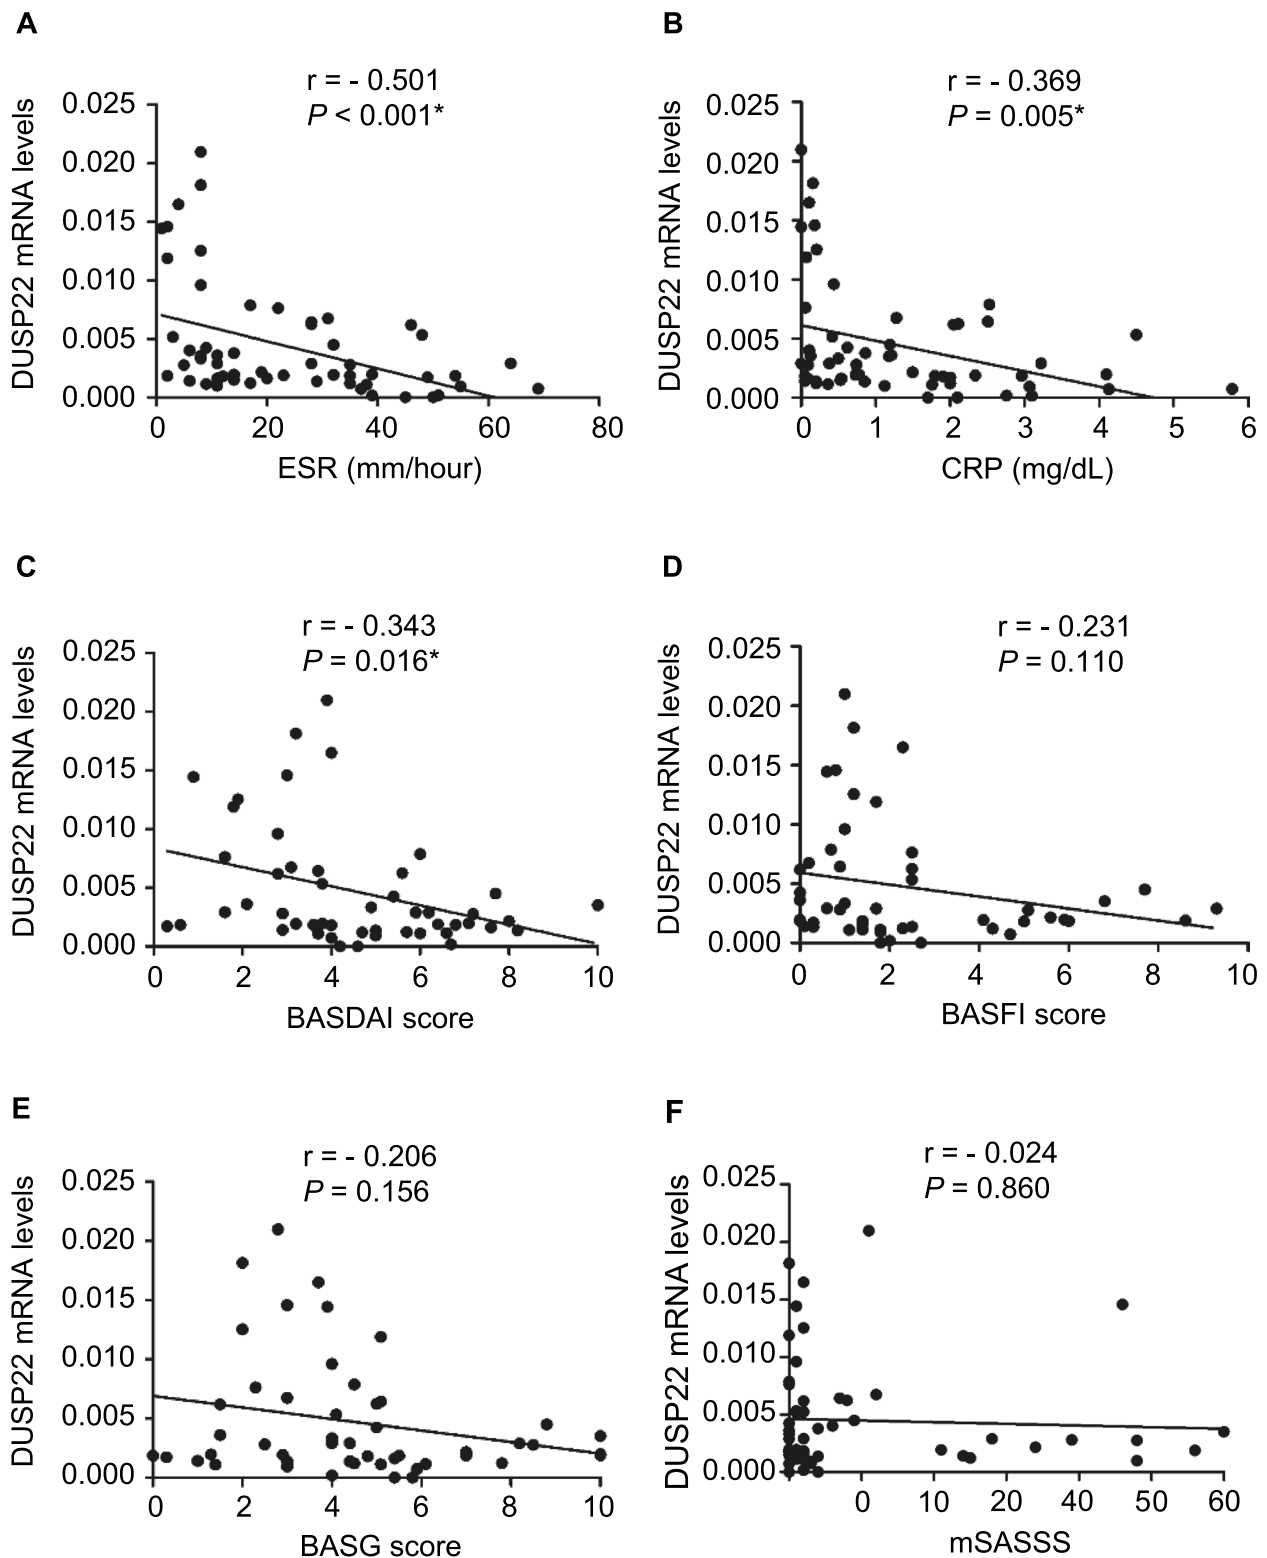 A
r = - 0.501
P < 0.001*
DUSP22 mRNA levels
0.025
0.020
0.015
0.010
0.005
0.000
0 20 40 60 80
ESR (mm/hour)
B
r = - 0.369
P = 0.005*
DUSP22 mRNA levels
0.025
0.020
0.015
0.010
0.005
0.000
0 1 2 3 4 5 6
CRP (mg/dL)
C
r = - 0.343
P = 0.016*
DUSP22 mRNA levels
0.025
0.020
0.015
0.010
0.005
0.000
0 2 4 6 8 10
BASDAI score
D
r = - 0.231
P = 0.110
DUSP22 mRNA levels
0.025
0.020
0.015
0.010
0.005
0.000
0 2 4 6 8 10
BASFI score
E
r = - 0.206
P = 0.156
DUSP22 mRNA levels
0.025
0.020
0.015
0.010
0.005
0.000
0 2 4 6 8 10
BASG score
F
r = - 0.024
P = 0.860
DUSP22 mRNA levels
0.025
0.020
0.015
0.010
0.005
0.000
0 10 20 40 50 60
mSASSS